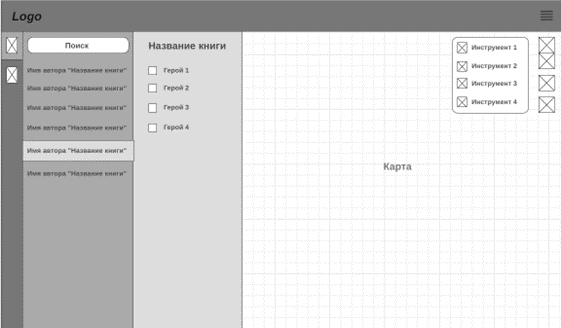 Logo
Поиск
Имя автора "Название книги"
Имя автора "Название книги"
Имя автора "Название книги"
Имя автора "Название книги"
Имя автора "Название книги"
Имя автора "Название книги"
Название книги
Герой 1
Герой 2
Герой 3
Герой 4
Инструмент 1
Инструмент 2
Инструмент 3
Инструмент 4
Карта